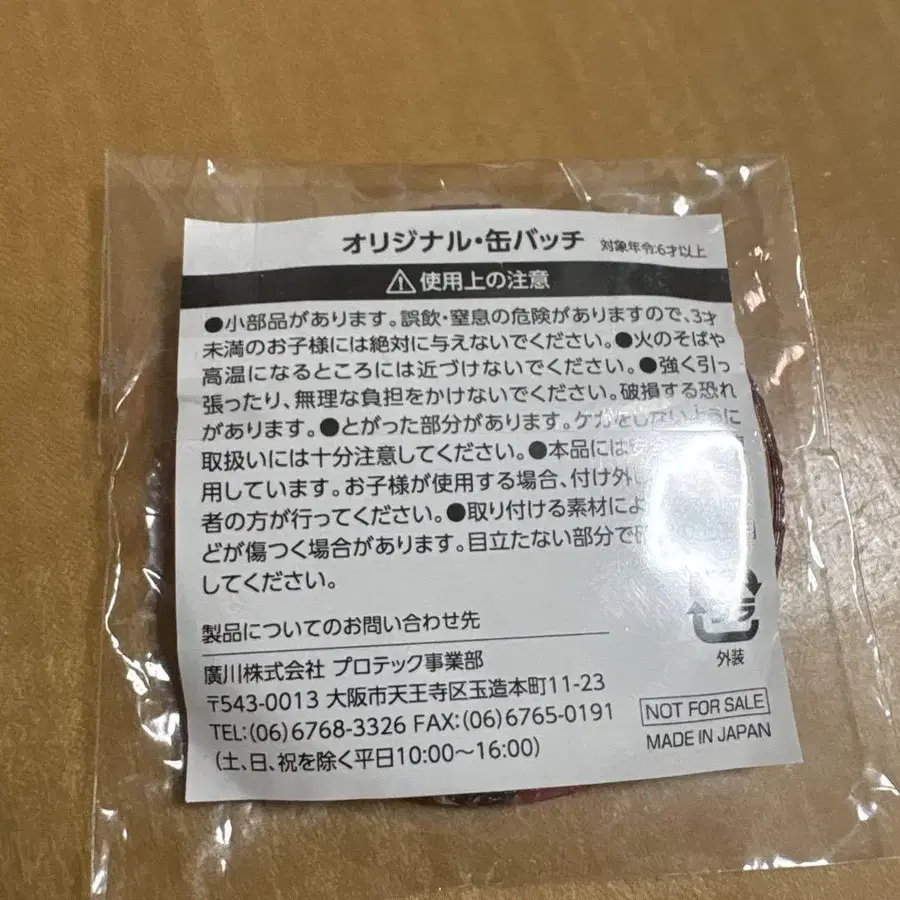 オリジナル・缶バッチ 対象年令:6才以上
使用上の注意
●小部品があります。誤飲・窒息の危険がありますので、3才
未満のお子様には絶対に与えないでください。●火のそばや
高温になるところには近づけないでください。●強く引っ
張ったり、無理な負担をかけないでください。破損する恐れ
があります。●とがった部分があります。ケガをしないように
取扱いには十分注意してください。●本品には
用しています。お子様が使用する場合、付け外し
者の方が行ってください。●取り付ける素材によ
どが傷つく場合があります。目立たない部分で
してください。
プラ
外装
製品についてのお問い合わせ先
廣川株式会社 プロテック事業部
〒543-0013 大阪市天王寺区玉造本町11-23
TEL:(06)6768-3326 FAX:(06)6765-0191
(土、日、祝を除く平日10:00〜16:00)
NOT FOR SALE
MADE IN JAPAN